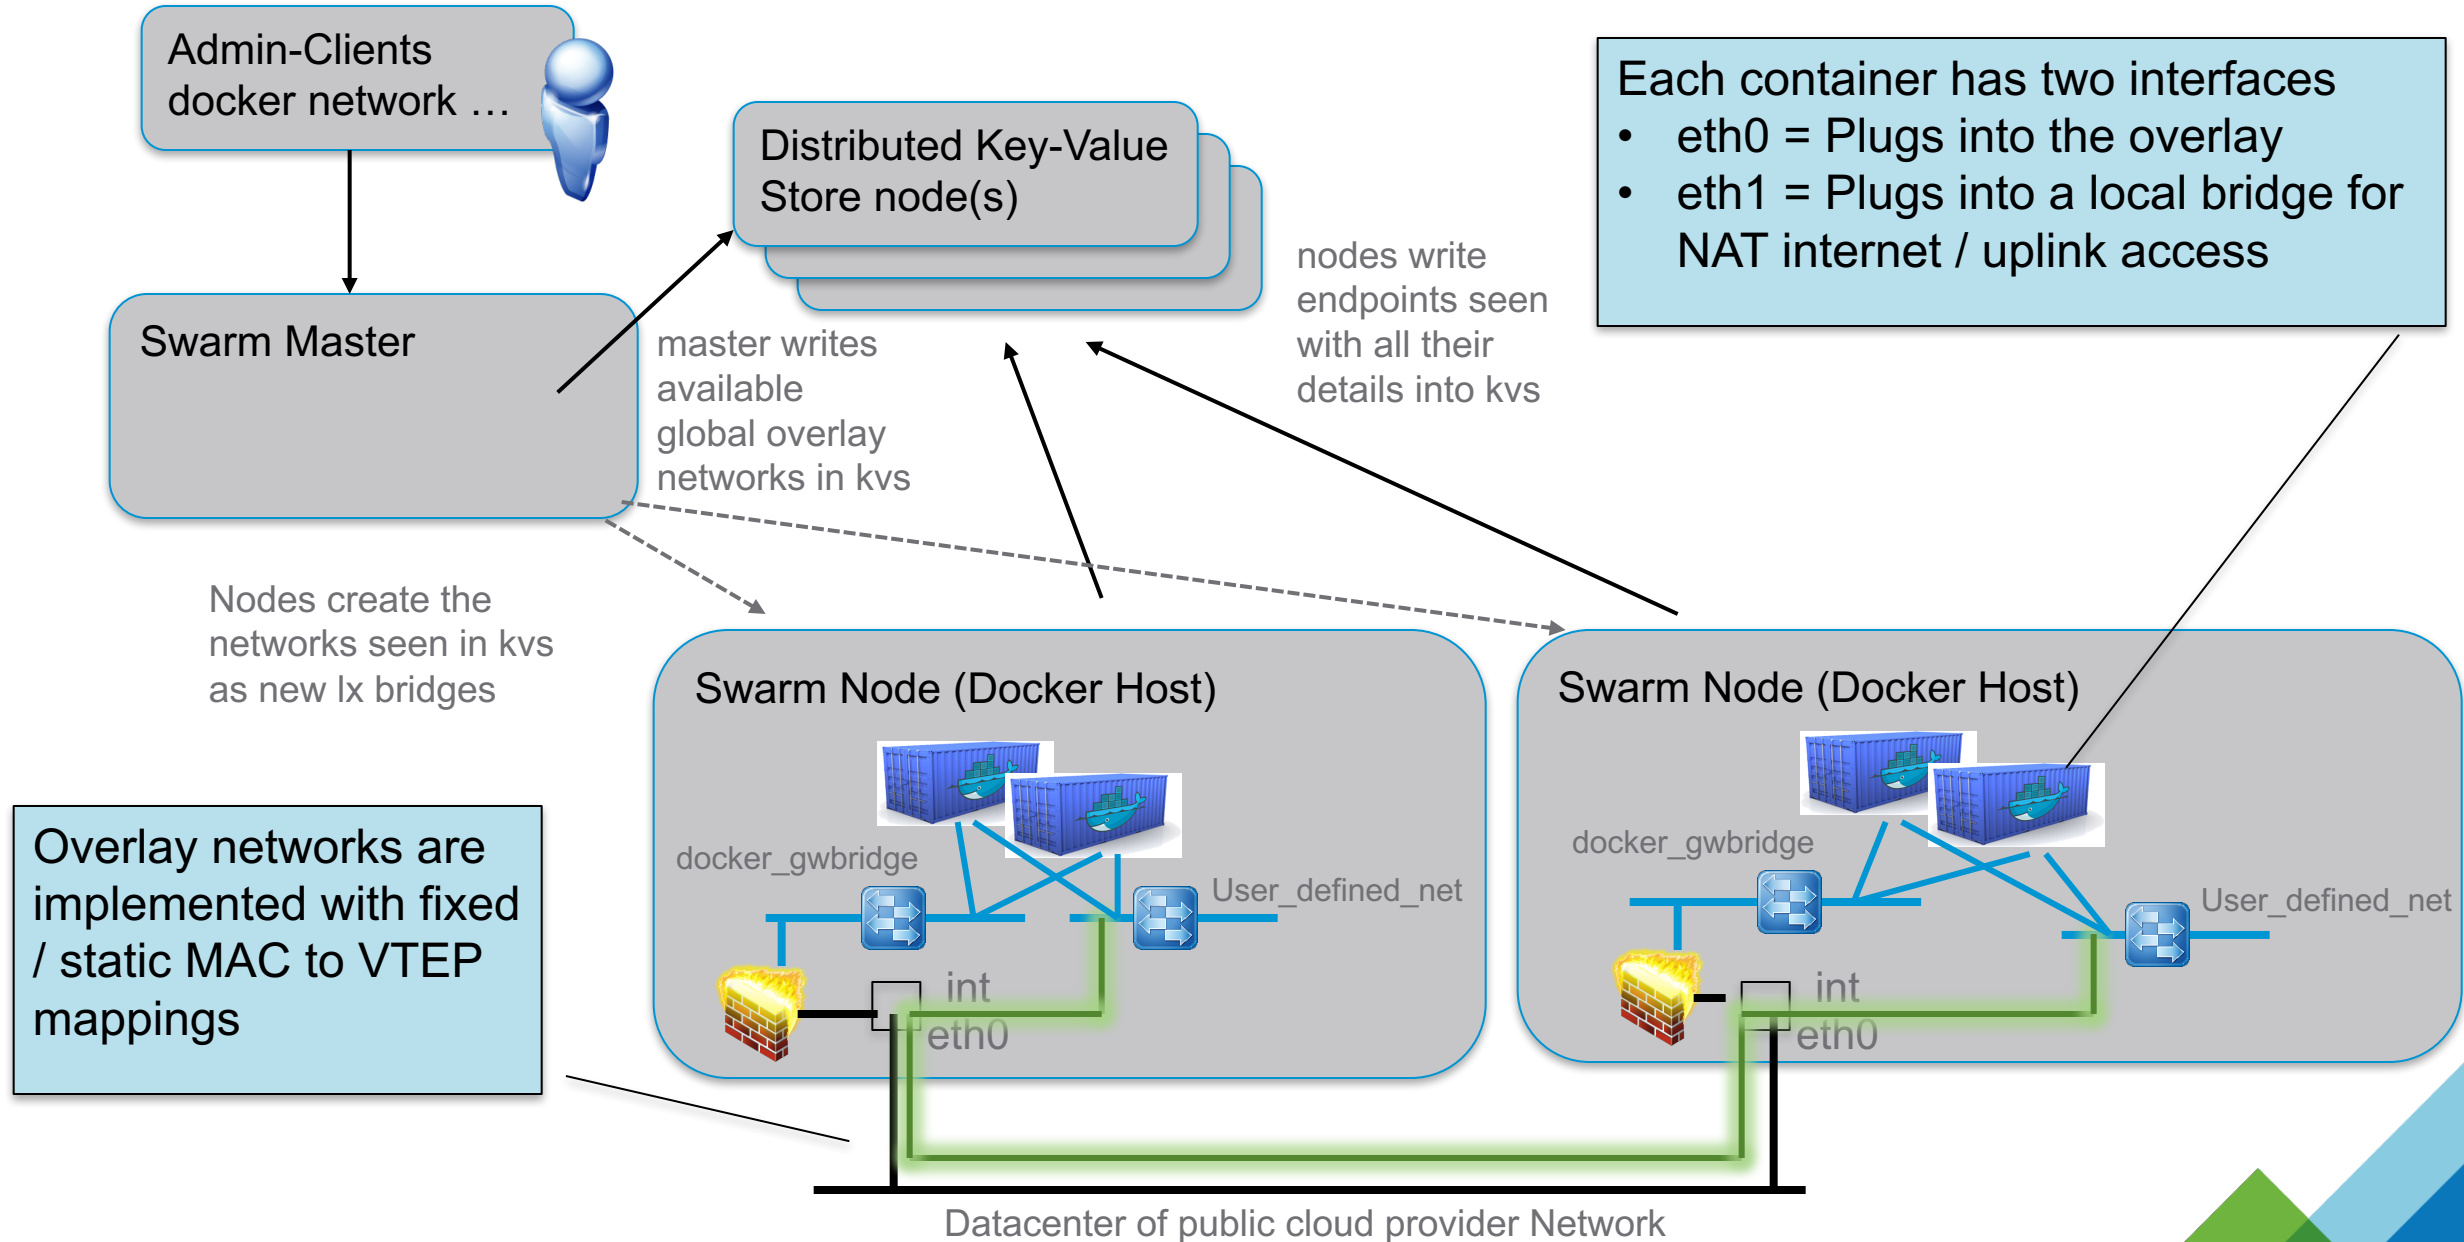 Admin-Clients
docker network …
Distributed Key-Value
Store node(s)
Each container has two interfaces
• eth0 = Plugs into the overlay
• eth1 = Plugs into a local bridge for
NAT internet / uplink access
nodes write
endpoints seen
with all their
details into kvs
Swarm Master
master writes
available
global overlay
networks in kvs
Nodes create the
networks seen in kvs
as new lx bridges
Swarm Node (Docker Host)
docker_gwbridge
User_defined_net
int
eth0
Swarm Node (Docker Host)
docker_gwbridge
User_defined_net
int
eth0
Overlay networks are
implemented with fixed
/ static MAC to VTEP
mappings
Datacenter of public cloud provider Network